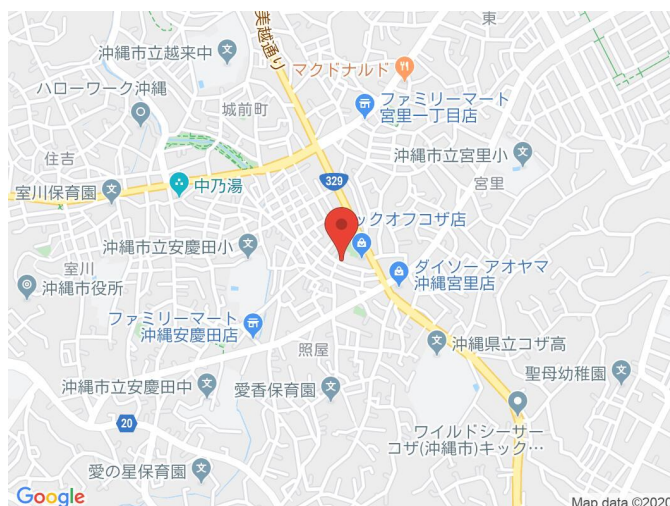 美越通り
東
沖縄市立越来中
マクドナルド
ハローワーク沖縄
ファミリーマート
宮里一丁目店
城前町
沖縄市立宮里小
住吉
宮里
室川保育園
中乃湯
329
ックオフコザ店
沖縄市立安慶田小
ダイソー アオヤマ
沖縄宮里店
室川
沖縄市役所
ファミリーマート
沖縄安慶田店
照屋
沖縄県立コザ高
聖母幼稚園
沖縄市立安慶田中
愛香保育園
20
ワイルドシーサー
コザ(沖縄市)キック…
愛の星保育園
Google
Map data ©2020